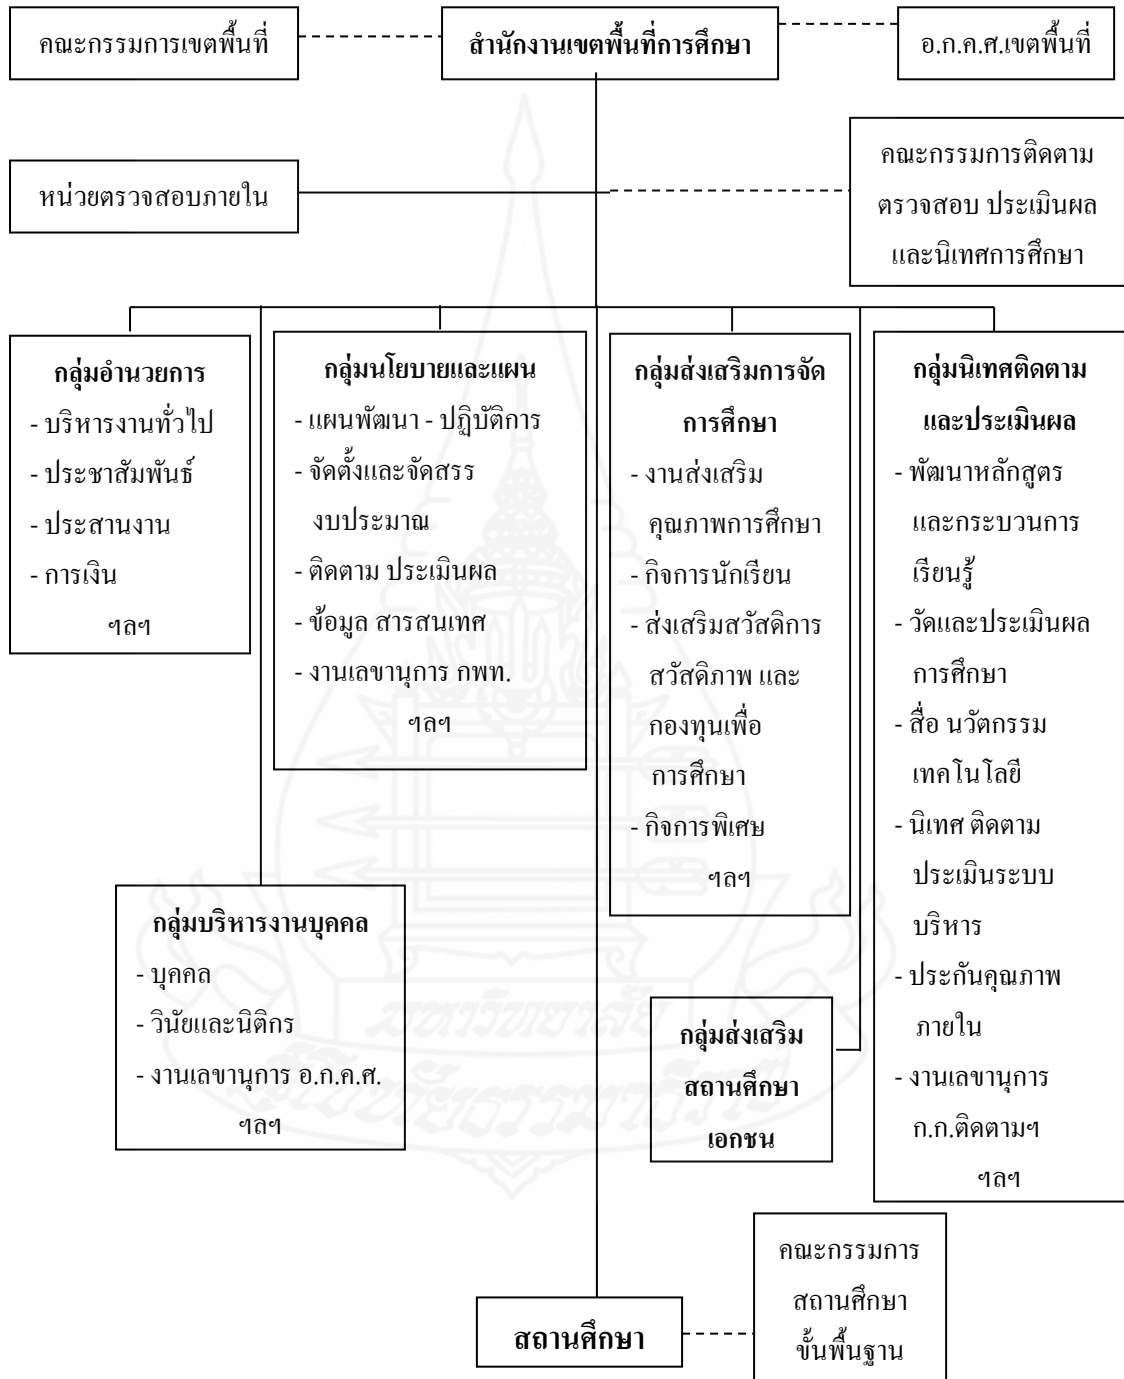 คณะกรรมการเขตพื้นที่
สำนักงานเขตพื้นที่การศึกษา
อ.ก.ค.ศ.เขตพื้นที่
หน่วยตรวจสอบภายใน
คณะกรรมการติดตาม
ตรวจสอบ ประเมินผล
และนิเทศการศึกษา
กลุ่มอำนวยการ
- บริหารงานทั่วไป
- ประชาสัมพันธ์
- ประสานงาน
- การเงิน
ฯลฯ
กลุ่มนโยบายและแผน
- แผนพัฒนา - ปฏิบัติการ
- จัดตั้งและจัดสรร
งบประมาณ
- ติดตาม ประเมินผล
- ข้อมูล สารสนเทศ
- งานเลขานุการ กพท.
ฯลฯ
กลุ่มส่งเสริมการจัด
การศึกษา
- งานส่งเสริม
คุณภาพการศึกษา
- กิจการนักเรียน
- ส่งเสริมสวัสดิการ
สวัสดิภาพ และ
กองทุนเพื่อ
การศึกษา
- กิจการพิเศษ
ฯลฯ
กลุ่มนิเทศติดตาม
และประเมินผล
- พัฒนาหลักสูตร
และกระบวนการ
เรียนรู้
- วัดและประเมินผล
การศึกษา
- สื่อ นวัตกรรม
เทคโนโลยี
- นิเทศ ติดตาม
ประเมินระบบ
บริหาร
- ประกันคุณภาพ
ภายใน
- งานเลขานุการ
ก.ก.ติดตามฯ
ฯลฯ
กลุ่มบริหารงานบุคคล
- บุคคล
- วินัยและนิติกร
- งานเลขานุการ อ.ก.ค.ศ.
ฯลฯ
กลุ่มส่งเสริม
สถานศึกษา
เอกชน
มหาวิทยาลัย
สุโขทัยธรรมาธิราช
สถานศึกษา
คณะกรรมการ
สถานศึกษา
ขั้นพื้นฐาน